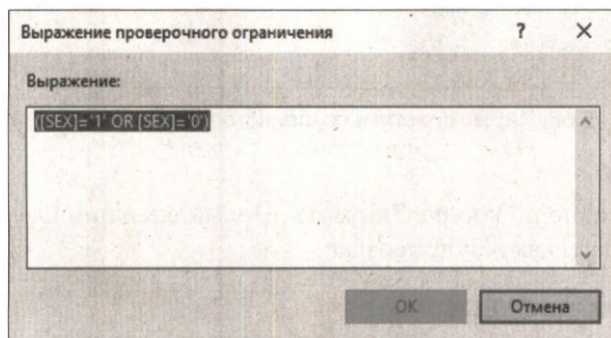 Выражение проверочного ограничения ? ×
Выражение:
([SEX]='1' OR [SEX]='0')
OK Отмена